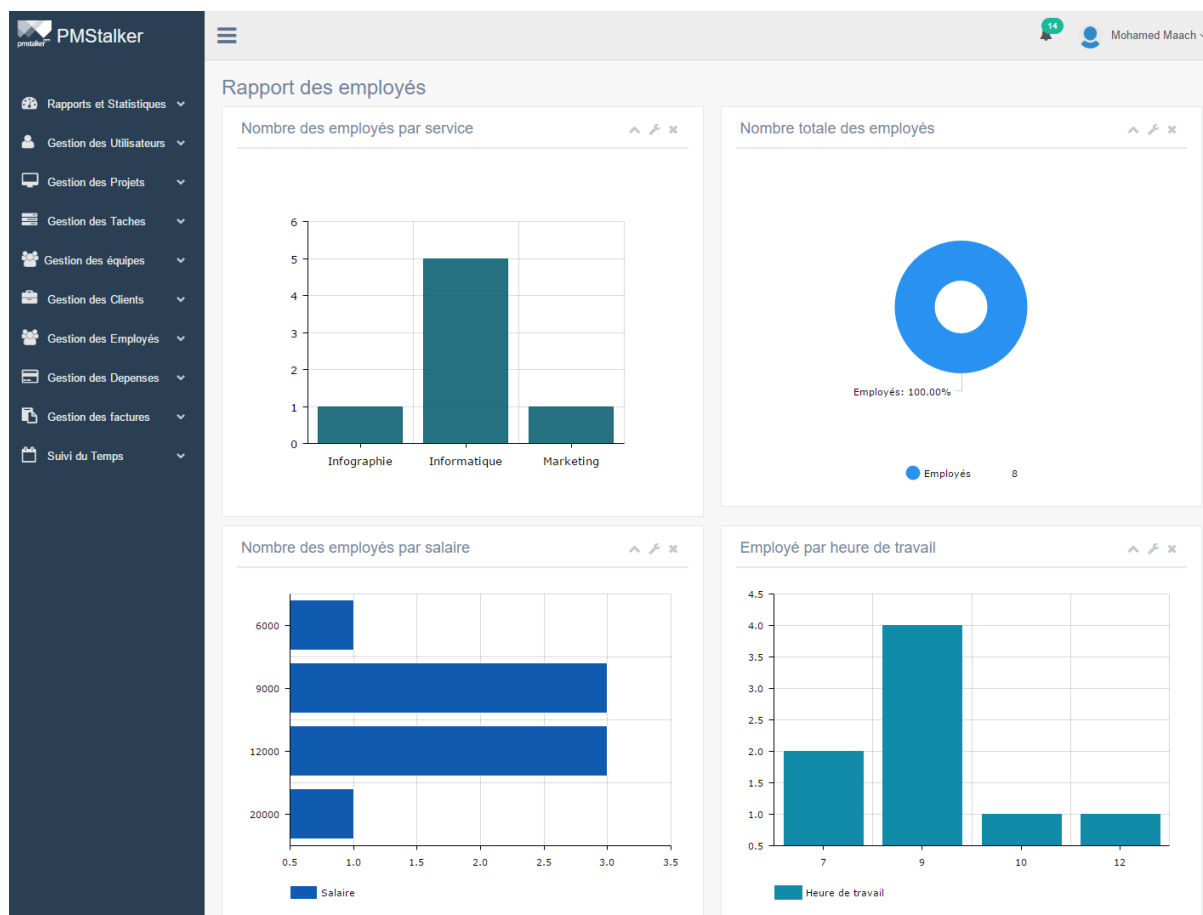 pmstalker
PMStalker
14
Mohamed Maach
Rapports et Statistiques
Gestion des Utilisateurs
Gestion des Projets
Gestion des Taches
Gestion des équipes
Gestion des Clients
Gestion des Employés
Gestion des Depenses
Gestion des factures
Suivi du Temps
Rapport des employés
Nombre des employés par service
6
5
4
3
2
1
0
Infographie Informatique Marketing
Nombre totale des employés
Employés: 100.00%
Employés 8
Nombre des employés par salaire
6000
9000
12000
20000
0.5 1.0 1.5 2.0 2.5 3.0 3.5
Salaire
Employé par heure de travail
4.5
4.0
3.5
3.0
2.5
2.0
1.5
1.0
0.5
7 9 10 12
Heure de travail